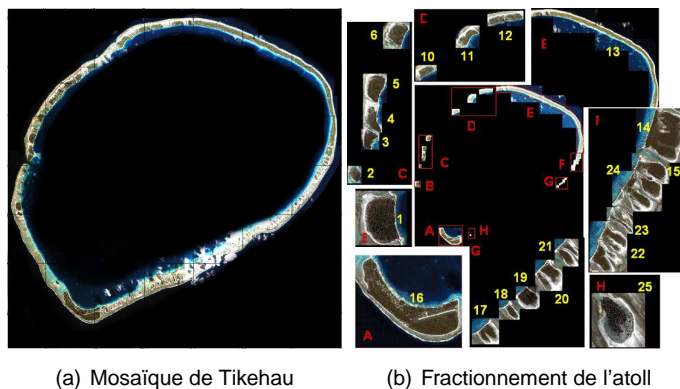 6
5
4
3
2
C
1
B
D
10
11
12
E
13
D
E
C
B
A
H
G
F
G
F
14
15
24
23
22
16
A
17
18
19
20
21
G
H
25
(a) Mosaïque de Tikehau
(b) Fractionnement de l'atoll